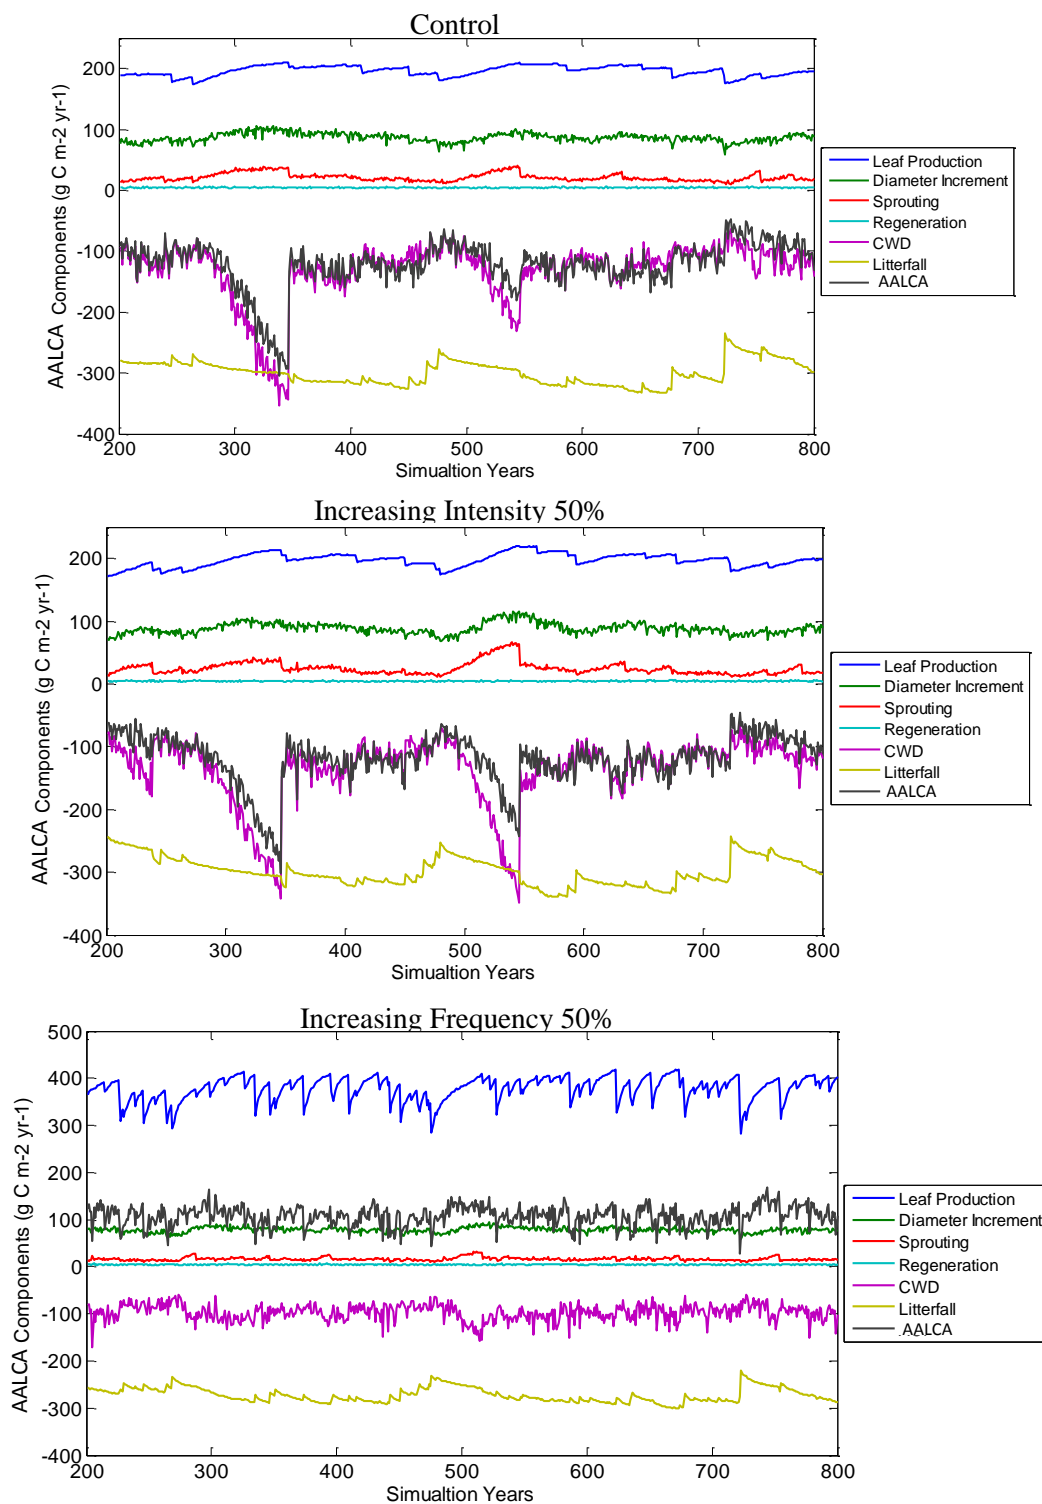 Control
AALCA Components (g C m-2 yr-1)
200
100
0
-100
-200
-300
-400
200 300 400 500 600 700 800
Simualtion Years
Leaf Production
Diameter Increment
Sprouting
Regeneration
CWD
Litterfall
AALCA
Increasing Intensity 50%
AALCA Components (g C m-2 yr-1)
200
100
0
-100
-200
-300
-400
200 300 400 500 600 700 800
Simualtion Years
Leaf Production
Diameter Increment
Sprouting
Regeneration
CWD
Litterfall
AALCA
Increasing Frequency 50%
AALCA Components (g C m-2 yr-1)
500
400
300
200
100
0
-100
-200
-300
-400
200 300 400 500 600 700 800
Simualtion Years
Leaf Production
Diameter Increment
Sprouting
Regeneration
CWD
Litterfall
AALCA